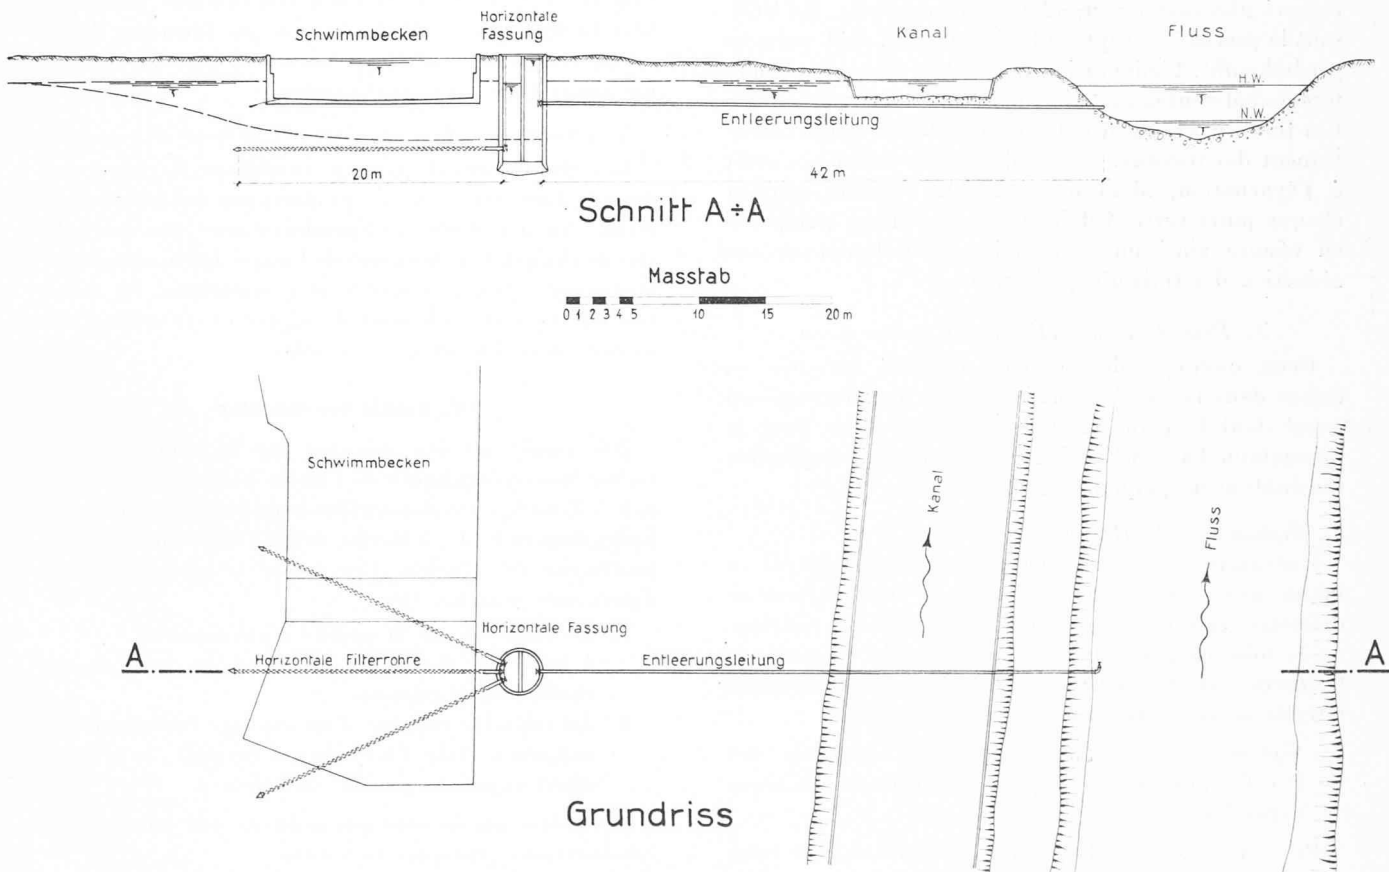 Schwimmbecken
Horizontale
Fassung
Kanal
Fluss
H.W.
N.W.
Entleerungsleitung
20 m
42 m
Schnitt A÷A
Masstab
0 1 2 3 4 5 10 15 20 m
Schwimmbecken
Kanal
Fluss
Horizontale Fassung
A
Horizontale Filterrohre
Entleerungsleitung
A
Grundriss